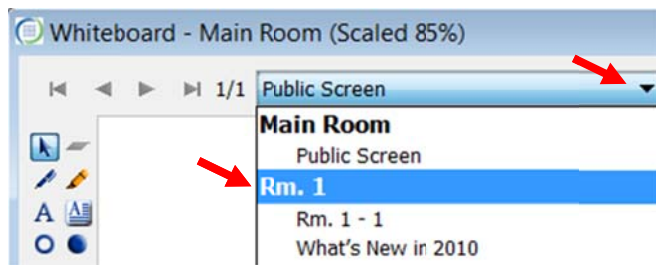 Whiteboard - Main Room (Scaled 85%)
1/1 Public Screen
Main Room
Public Screen
Rm. 1
A A
Rm. 1 - 1
What's New in 2010